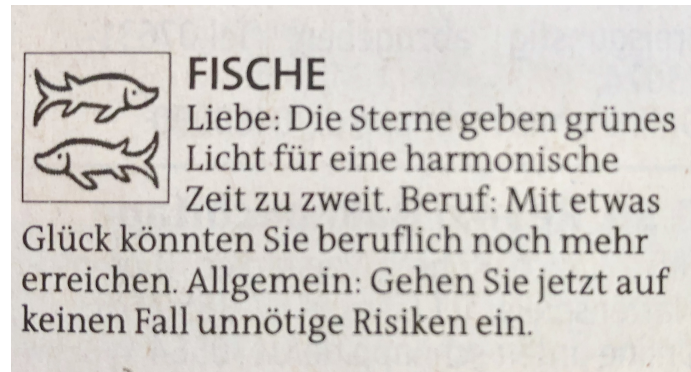 FISCHE
Liebe: Die Sterne geben grünes
Licht für eine harmonische
Zeit zu zweit. Beruf: Mit etwas
Glück könnten Sie beruflich noch mehr
erreichen. Allgemein: Gehen Sie jetzt auf
keinen Fall unnötige Risiken ein.